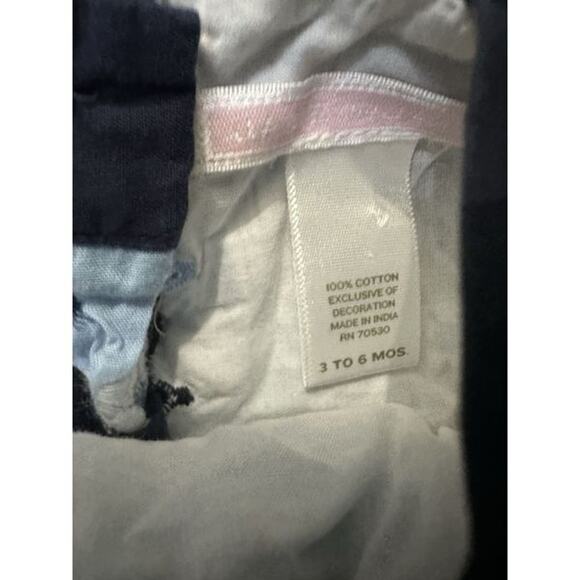 100% COTTON
EXCLUSIVE OF
DECORATION
MADE IN INDIA
RN 70530
3 TO 6 MOS.